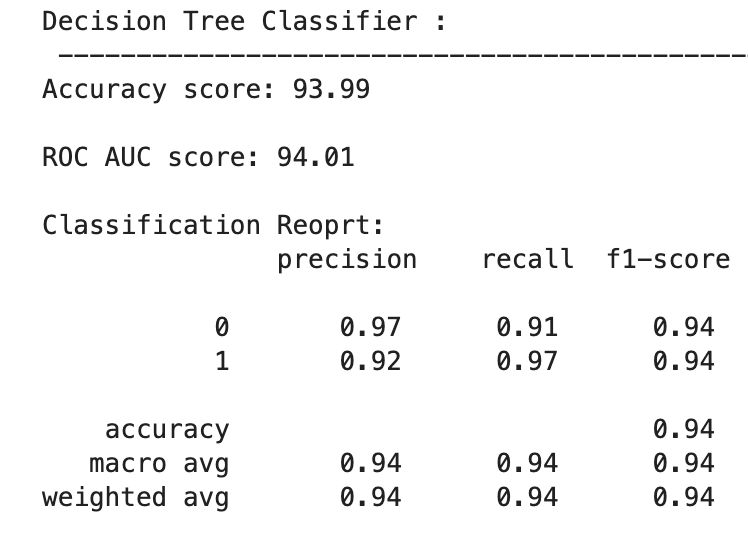 Decision Tree Classifier :
---------------------------------------------
Accuracy score: 93.99
ROC AUC score: 94.01
Classification Reoprt:
precision recall f1-score
0 0.97 0.91 0.94
1 0.92 0.97 0.94
accuracy 0.94
macro avg 0.94 0.94 0.94
weighted avg 0.94 0.94 0.94